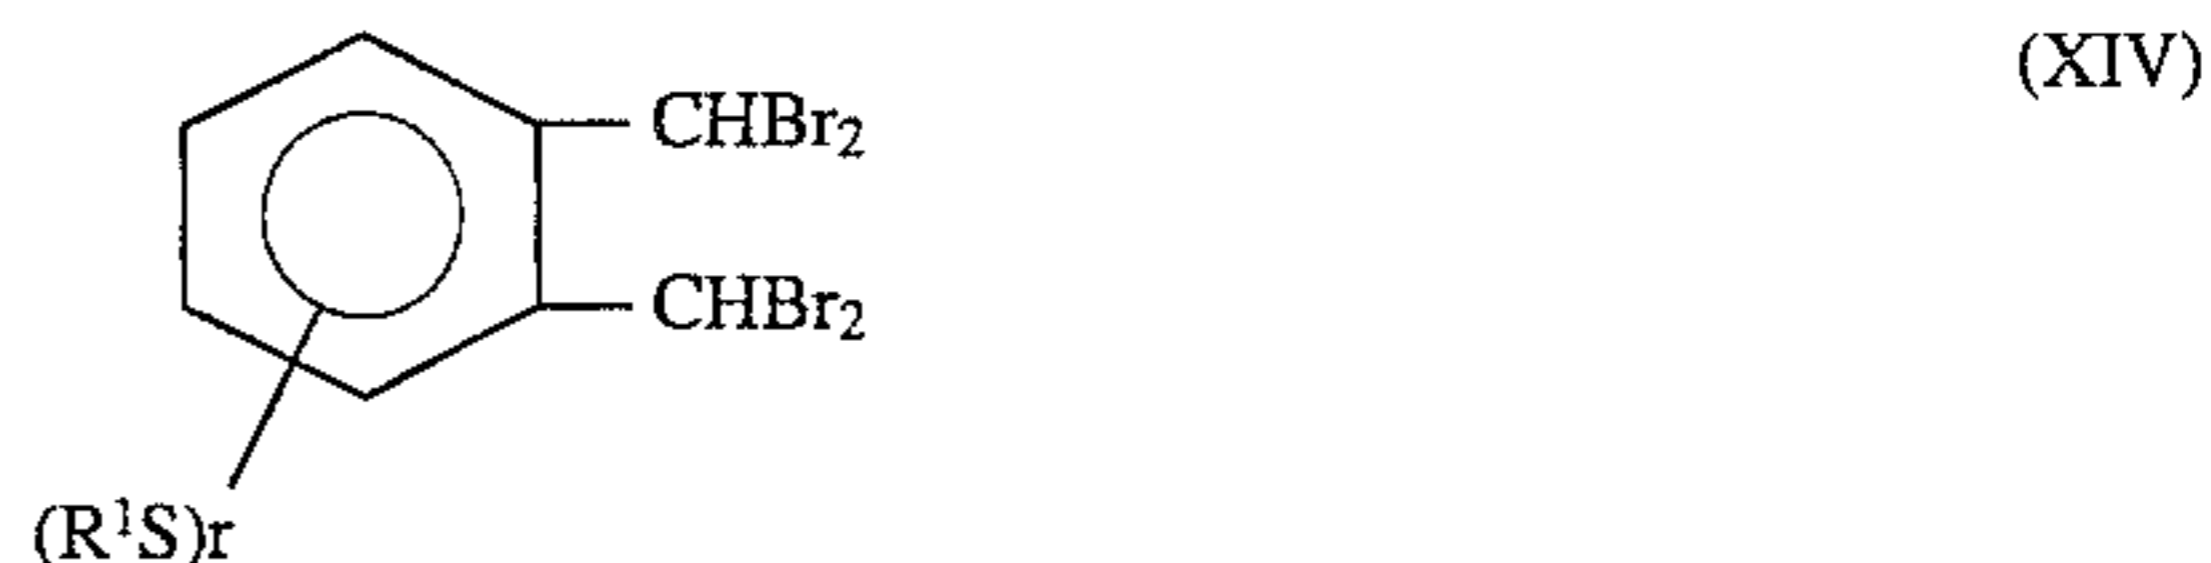 (XIV)
CHBr₂
CHBr₂
(R¹S)r